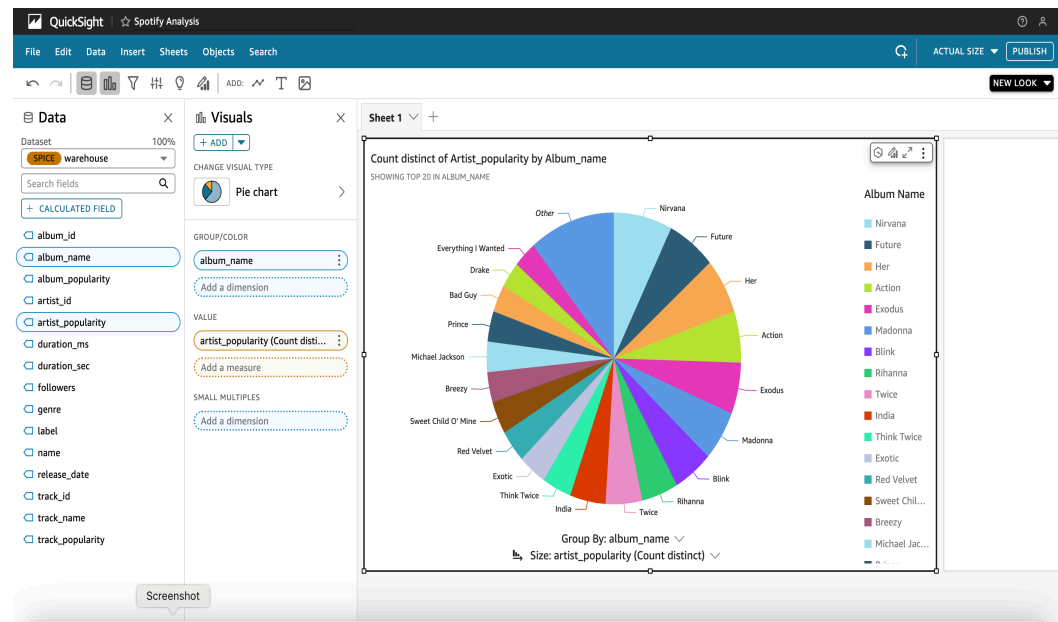 QuickSight
Spotify Analysis
File Edit Data Insert Sheets Objects Search
ACTUAL SIZE
PUBLISH
ADD:
NEW LOOK
Data
Dataset
100%
SPICE warehouse
Search fields
+ CALCULATED FIELD
album_id
album_name
album_popularity
artist_id
artist_popularity
duration_ms
duration_sec
followers
genre
label
name
release_date
track_id
track_name
track_popularity
Visuals
+ ADD
CHANGE VISUAL TYPE
Pie chart
GROUP/COLOR
album_name
Add a dimension
VALUE
artist_popularity (Count disti...
Add a measure
SMALL MULTIPLES
Add a dimension
Sheet 1
Count distinct of Artist_popularity by Album_name
SHOWING TOP 20 IN ALBUM_NAME
Nirvana
Future
Her
Action
Exodus
Madonna
Blink
Rihanna
Twice
India
Think Twice
Exotic
Red Velvet
Sweet Child O' Mine
Breezy
Michael Jackson
Prince
Bad Guy
Drake
Everything I Wanted
Other
Group By: album_name
Size: artist_popularity (Count distinct)
Album Name
Nirvana
Future
Her
Action
Exodus
Madonna
Blink
Rihanna
Twice
India
Think Twice
Exotic
Red Velvet
Sweet Chil...
Breezy
Michael Jac...
Screenshot